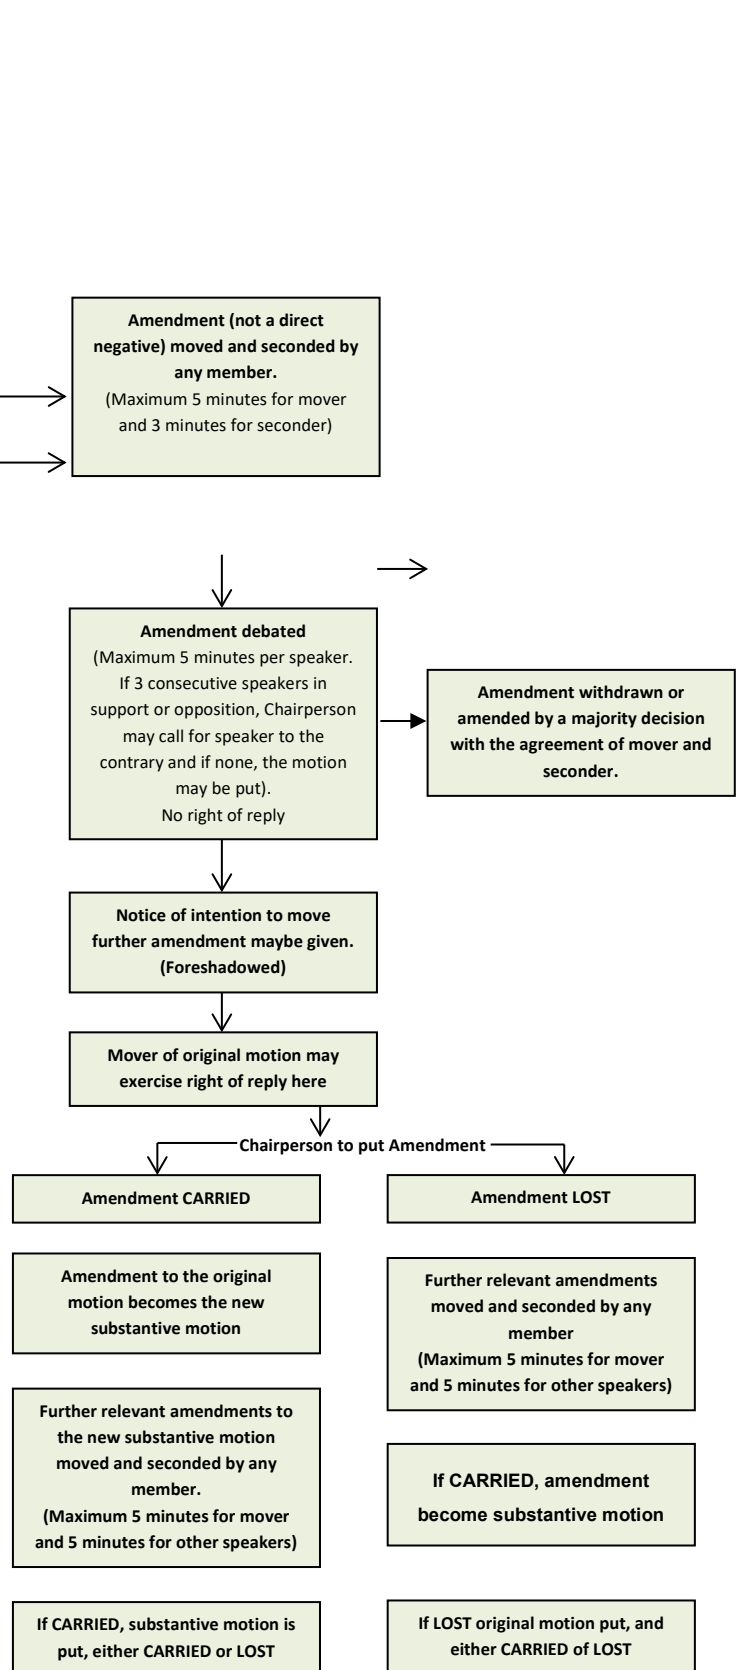 Amendment (not a direct
negative) moved and seconded by
any member.
(Maximum 5 minutes for mover
and 3 minutes for seconder)
Amendment debated
(Maximum 5 minutes per speaker.
If 3 consecutive speakers in
support or opposition, Chairperson
may call for speaker to the
contrary and if none, the motion
may be put).
No right of reply
Amendment withdrawn or
amended by a majority decision
with the agreement of mover and
seconder.
Notice of intention to move
further amendment maybe given.
(Foreshadowed)
Mover of original motion may
exercise right of reply here
Chairperson to put Amendment
Amendment CARRIED
Amendment to the original
motion becomes the new
substantive motion
Further relevant amendments to
the new substantive motion
moved and seconded by any
member.
(Maximum 5 minutes for mover
and 5 minutes for other speakers)
If CARRIED, substantive motion is
put, either CARRIED or LOST
Amendment LOST
Further relevant amendments
moved and seconded by any
member
(Maximum 5 minutes for mover
and 5 minutes for other speakers)
If CARRIED, amendment
become substantive motion
If LOST original motion put, and
either CARRIED of LOST